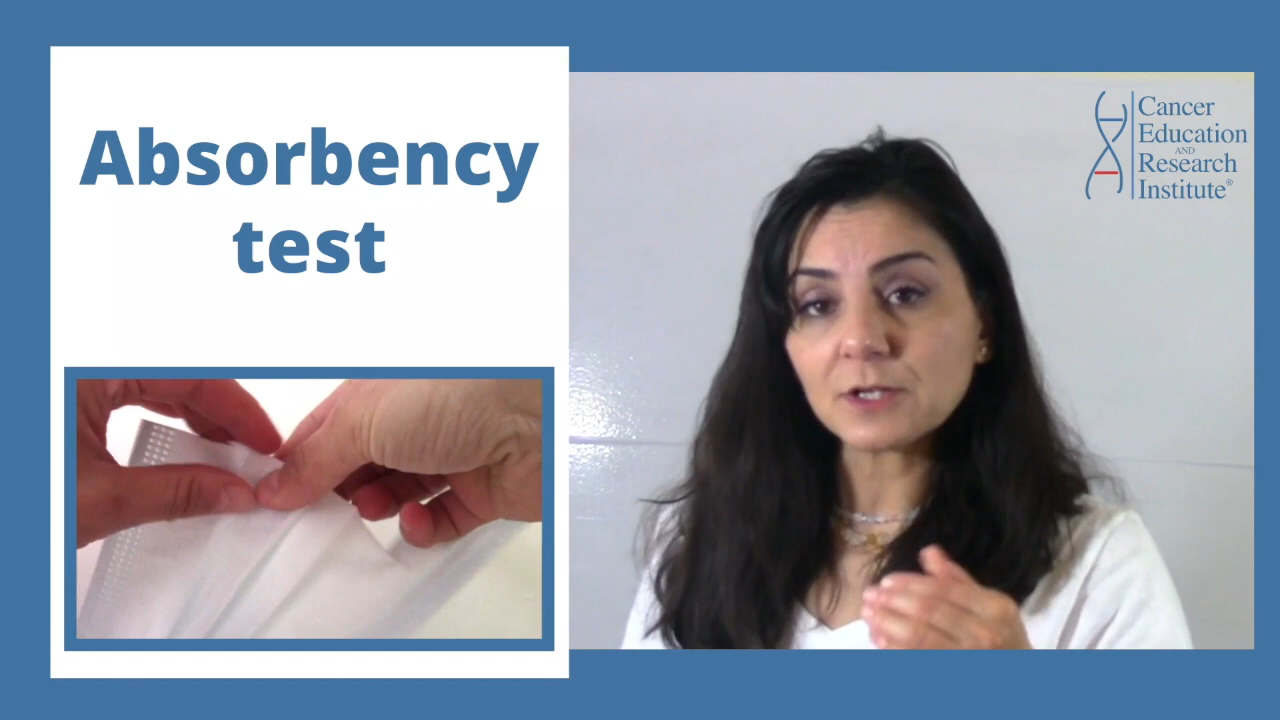 Absorbency
test
Cancer
Education
AND
Research
Institute®